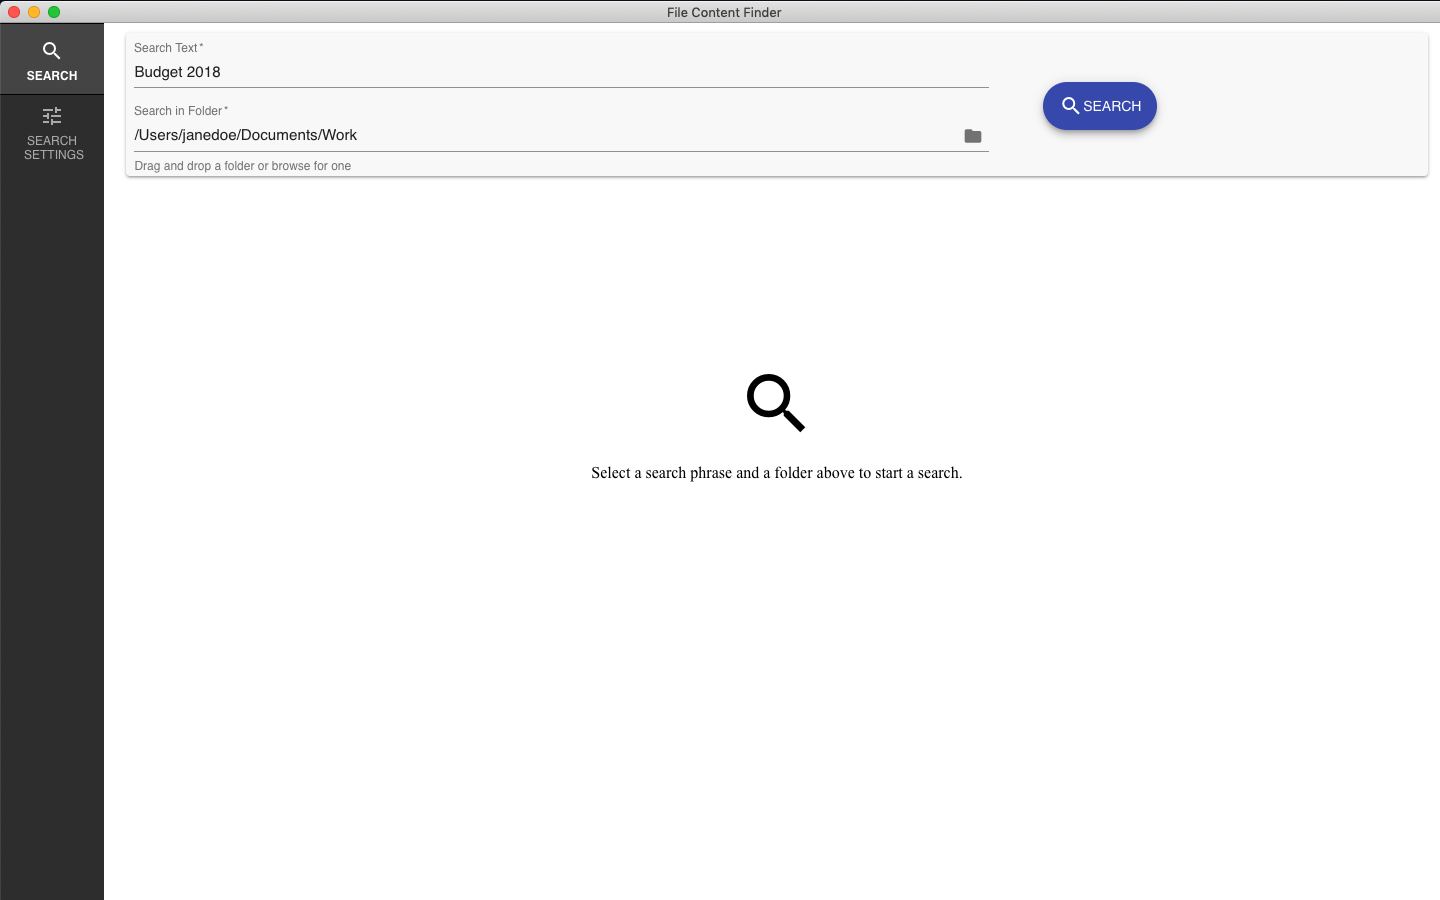 File Content Finder
SEARCH
SEARCH
SETTINGS
Search Text *
Budget 2018
Search in Folder *
/Users/janedoe/Documents/Work
Drag and drop a folder or browse for one
SEARCH
Select a search phrase and a folder above to start a search.